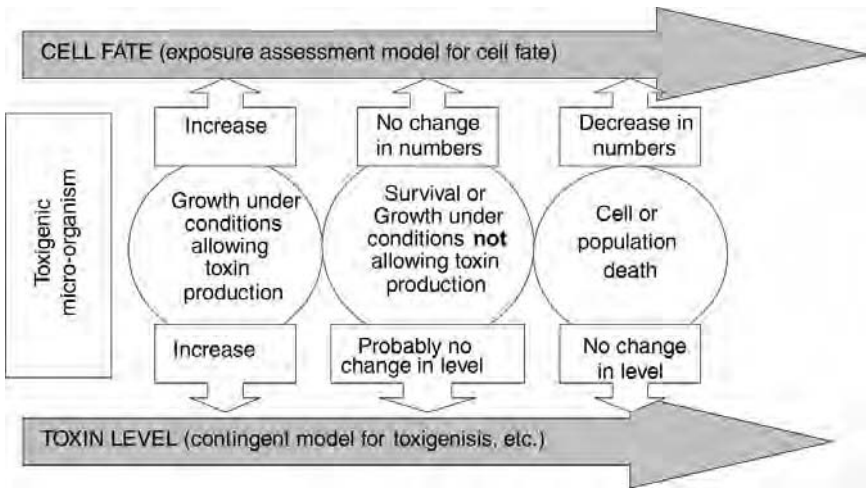 CELL FATE (exposure assessment model for cell fate)
Increase
No change
in numbers
Decrease in
numbers
Toxigenic
micro-organism
Growth under
conditions
allowing
toxin
production
Survival or
Growth under
conditions not
allowing toxin
production
Cell or
population
death
Increase
Probably no
change in level
No change
in level
TOXIN LEVEL (contingent model for toxigenisis, etc.)